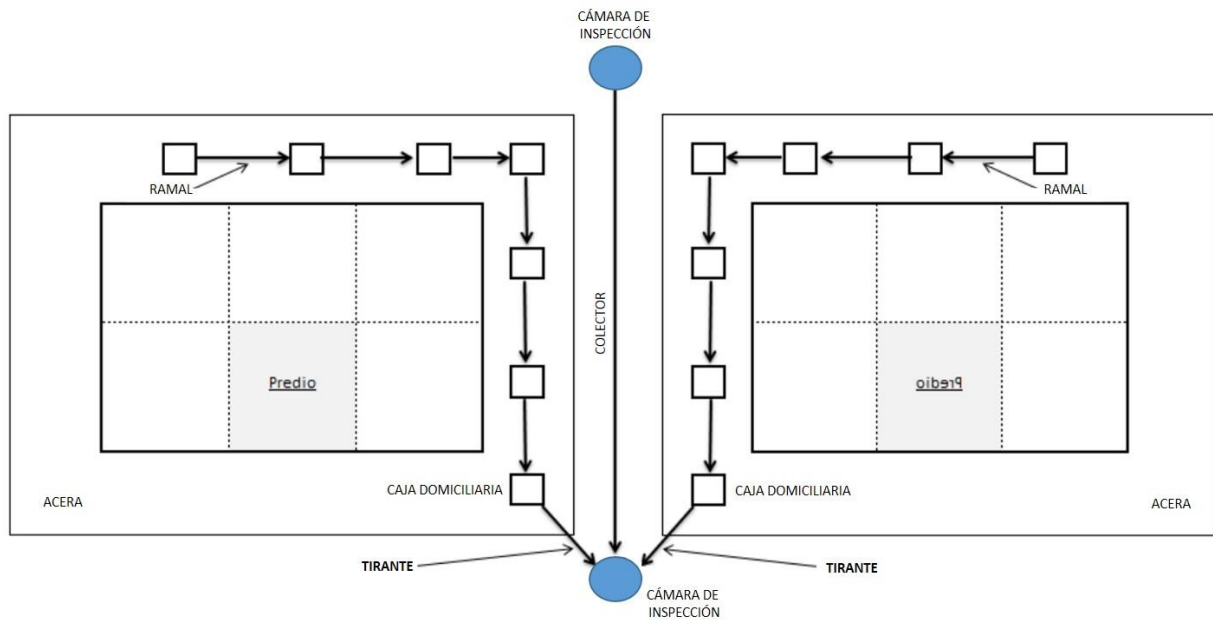 CÁMARA DE
INSPECCIÓN
RAMAL
RAMAL
COLECTOR
Predio
Predio
CAJA DOMICILIARIA
CAJA DOMICILIARIA
ACERA
ACERA
TIRANTE
TIRANTE
CÁMARA DE
INSPECCIÓN